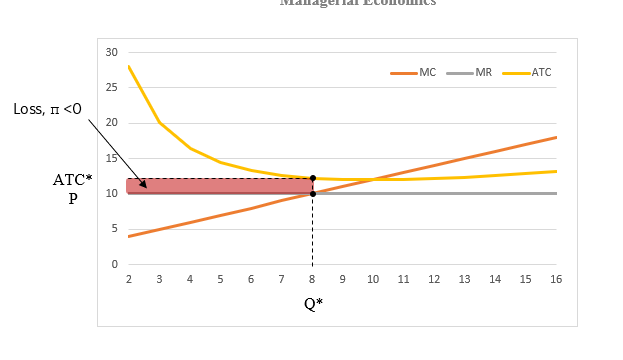 Managerial Economics
30
MC MR ATC
25
Loss, π <0
20
15
ATC*
P
10
5
0
2 3 4 5 6 7 8 9 10 11 12 13 14 15 16
Q*